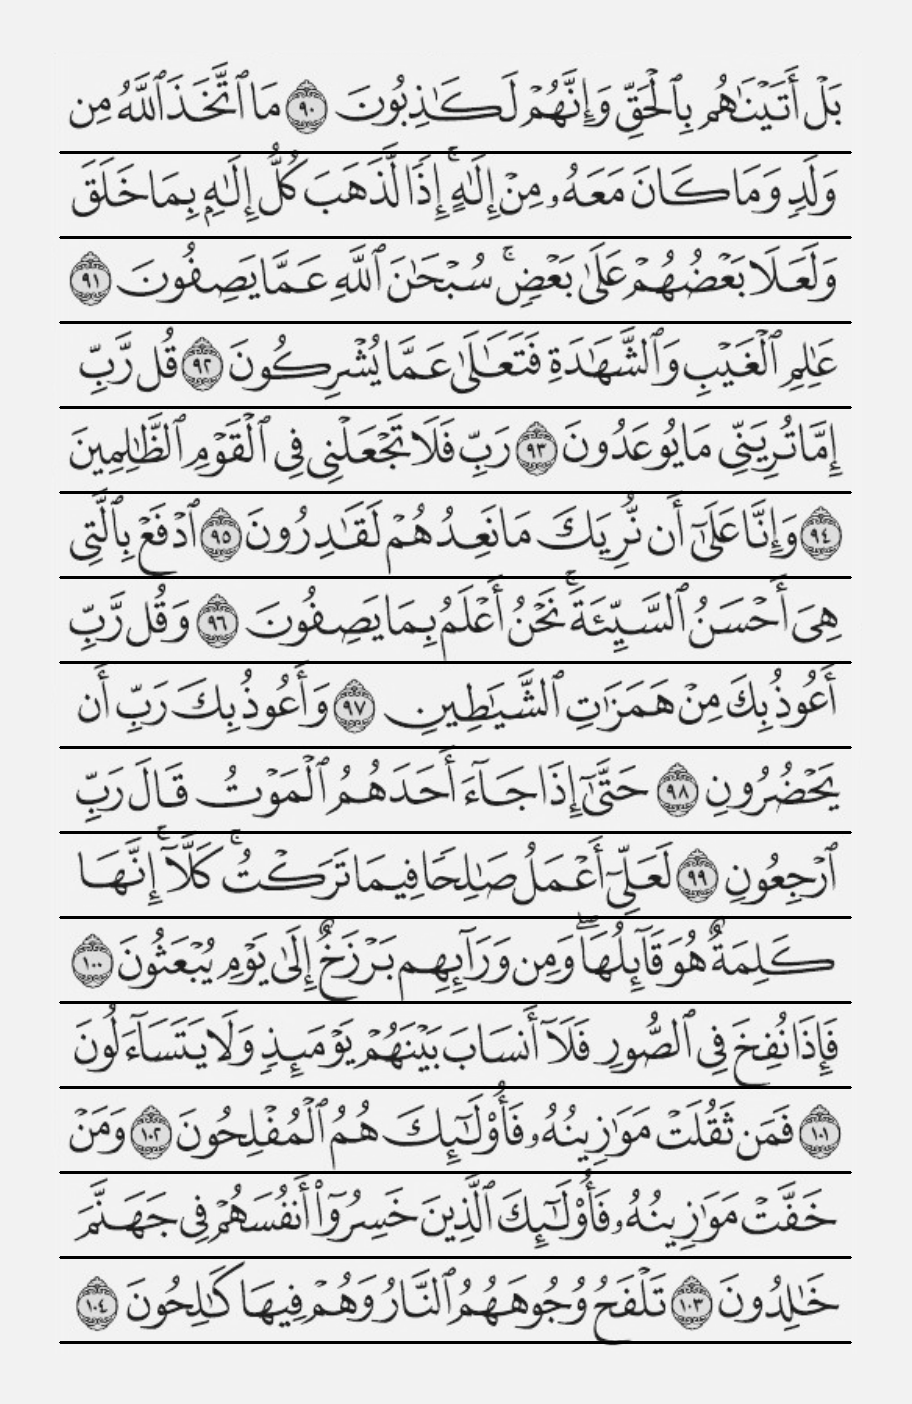 بَلْ أَتَيْنَٰهُم بِٱلْحَقِّ وَإِنَّهُمْ لَكَٰذِبُونَ ٩٠ مَا ٱتَّخَذَ ٱللَّهُ مِن
وَلَدٍ وَمَا كَانَ مَعَهُۥ مِنْ إِلَٰهٍ ۚ إِذًا لَّذَهَبَ كُلُّ إِلَٰهٍۭ بِمَا خَلَقَ
وَلَعَلَا بَعْضُهُمْ عَلَىٰ بَعْضٍ ۚ سُبْحَٰنَ ٱللَّهِ عَمَّا يَصِفُونَ ٩١
عَٰلِمِ ٱلْغَيْبِ وَٱلشَّهَٰدَةِ فَتَعَٰلَىٰ عَمَّا يُشْرِكُونَ ٩٢ قُل رَّبِّ
إِمَّا تُرِيَنِّى مَا يُوعَدُونَ ٩٣ رَبِّ فَلَا تَجْعَلْنِى فِى ٱلْقَوْمِ ٱلظَّٰلِمِينَ
٩٤ وَإِنَّا عَلَىٰٓ أَن نُّرِيَكَ مَا نَعِدُهُمْ لَقَٰدِرُونَ ٩٥ ٱدْفَعْ بِٱلَّتِى
هِىَ أَحْسَنُ ٱلسَّيِّئَةَ ۚ نَحْنُ أَعْلَمُ بِمَا يَصِفُونَ ٩٦ وَقُل رَّبِّ
أَعُوذُ بِكَ مِنْ هَمَزَٰتِ ٱلشَّيَٰطِينِ ٩٧ وَأَعُوذُ بِكَ رَبِّ أَن
يَحْضُرُونِ ٩٨ حَتَّىٰٓ إِذَا جَآءَ أَحَدَهُمُ ٱلْمَوْتُ قَالَ رَبِّ
ٱرْجِعُونِ ٩٩ لَعَلِّىٓ أَعْمَلُ صَٰلِحًا فِيمَا تَرَكْتُ ۚ كَلَّآ ۚ إِنَّهَا
كَلِمَةٌ هُوَ قَآئِلُهَا ۖ وَمِن وَرَآئِهِم بَرْزَخٌ إِلَىٰ يَوْمِ يُبْعَثُونَ ١٠٠
فَإِذَا نُفِخَ فِى ٱلصُّورِ فَلَآ أَنسَابَ بَيْنَهُمْ يَوْمَئِذٍ وَلَا يَتَسَآءَلُونَ
١٠١ فَمَن ثَقُلَتْ مَوَٰزِينُهُۥ فَأُو۟لَٰٓئِكَ هُمُ ٱلْمُفْلِحُونَ ١٠٢ وَمَنْ
خَفَّتْ مَوَٰزِينُهُۥ فَأُو۟لَٰٓئِكَ ٱلَّذِينَ خَسِرُوٓا۟ أَنفُسَهُمْ فِى جَهَنَّمَ
خَٰلِدُونَ ١٠٣ تَلْفَحُ وُجُوهَهُمُ ٱلنَّارُ وَهُمْ فِيهَا كَٰلِحُونَ ١٠٤